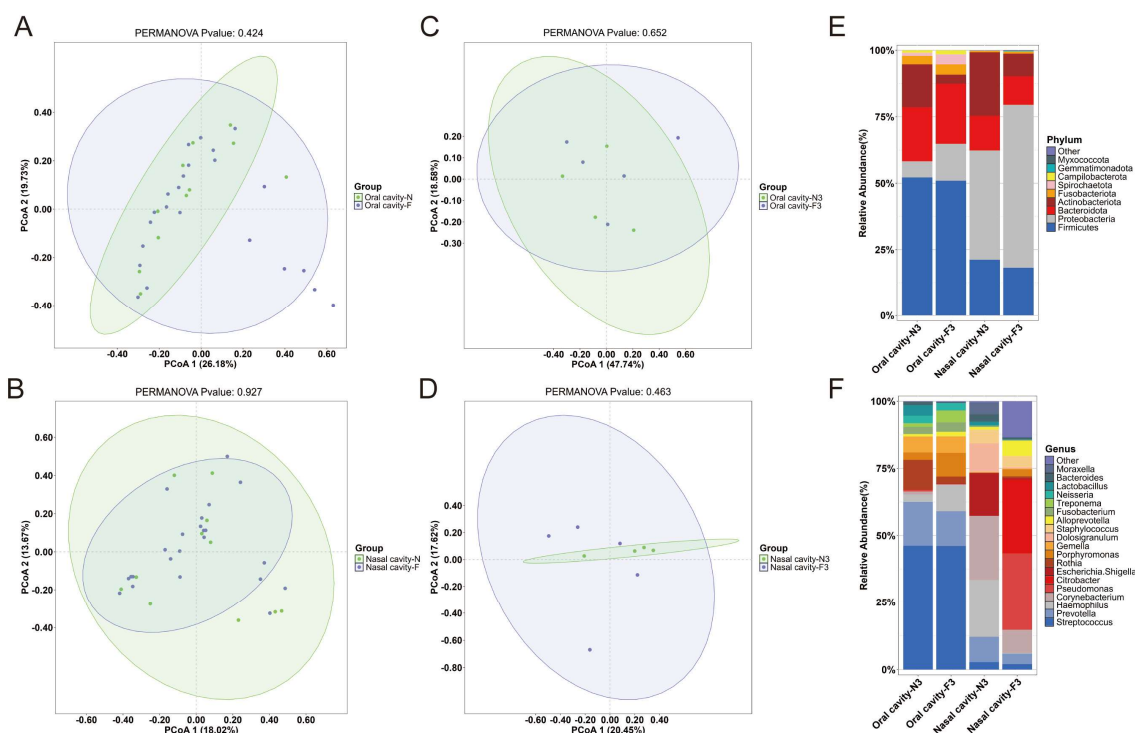 A
PERMANOVA Pvalue: 0.424
0.40
0.20
0.00
-0.20
-0.40
PCoA 2 (19.73%)
-0.40 -0.20 0.00 0.20 0.40 0.60
PCoA 1 (26.18%)
Group
Oral cavity-N
Oral cavity-F
C
PERMANOVA Pvalue: 0.652
0.20
0.10
0.00
-0.10
-0.20
-0.30
PCoA 2 (18.58%)
-0.40 0.00 0.20 0.60
PCoA 1 (47.74%)
Group
Oral cavity-N3
Oral cavity-F3
E
100%
75%
50%
25%
0%
Relative Abundance(%)
Oral cavity-N3
Oral cavity-F3
Nasal cavity-N3
Nasal cavity-F3
Phylum
Other
Myxococcota
Gemmatimonadota
Campilobacterota
Spirochaetota
Fusobacteriota
Actinobacteriota
Bacteroidota
Proteobacteria
Firmicutes
B
PERMANOVA Pvalue: 0.927
0.60
0.40
0.20
0.00
-0.20
-0.40
PCoA 2 (13.67%)
-0.60 -0.40 -0.20 0.00 0.20 0.40 0.60
PCoA 1 (18.02%)
Group
Nasal cavity-N
Nasal cavity-F
D
PERMANOVA Pvalue: 0.463
0.40
0.20
0.00
-0.20
-0.40
-0.60
-0.80
PCoA 2 (17.62%)
-0.80 -0.40 0.00 0.20 0.40 0.80
PCoA 1 (20.45%)
Group
Nasal cavity-N3
Nasal cavity-F3
F
100%
75%
50%
25%
0%
Relative Abundance(%)
Oral cavity-N3
Oral cavity-F3
Nasal cavity-N3
Nasal cavity-F3
Genus
Other
Moraxella
Bacteroides
Lactobacillus
Neisseria
Treponema
Fusobacterium
Alloprevotella
Staphylococcus
Dolosigranulum
Gemella
Porphyromonas
Rothia
Escherichia.Shigella
Citrobacter
Pseudomonas
Corynebacterium
Haemophilus
Prevotella
Streptococcus